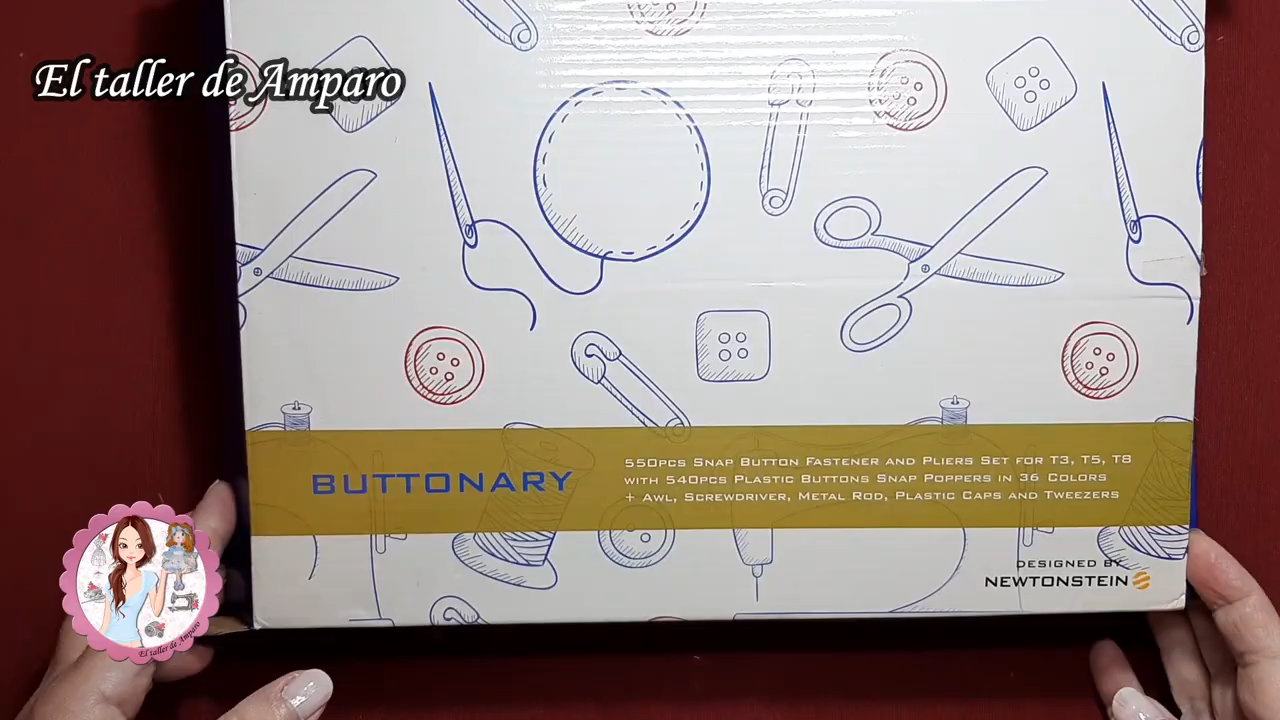 El taller de Amparo
BUTTONARY
550PCS SNAP BUTTON FASTENER AND PLIERS SET FOR T3, T5, T8
WITH 540PCS PLASTIC BUTTONS SNAP POPPERS IN 36 COLORS
+ AWL, SCREWDRIVER, METAL ROD, PLASTIC CAPS AND TWEEZERS
DESIGNED BY
NEWTONSTEIN
El taller de Amparo